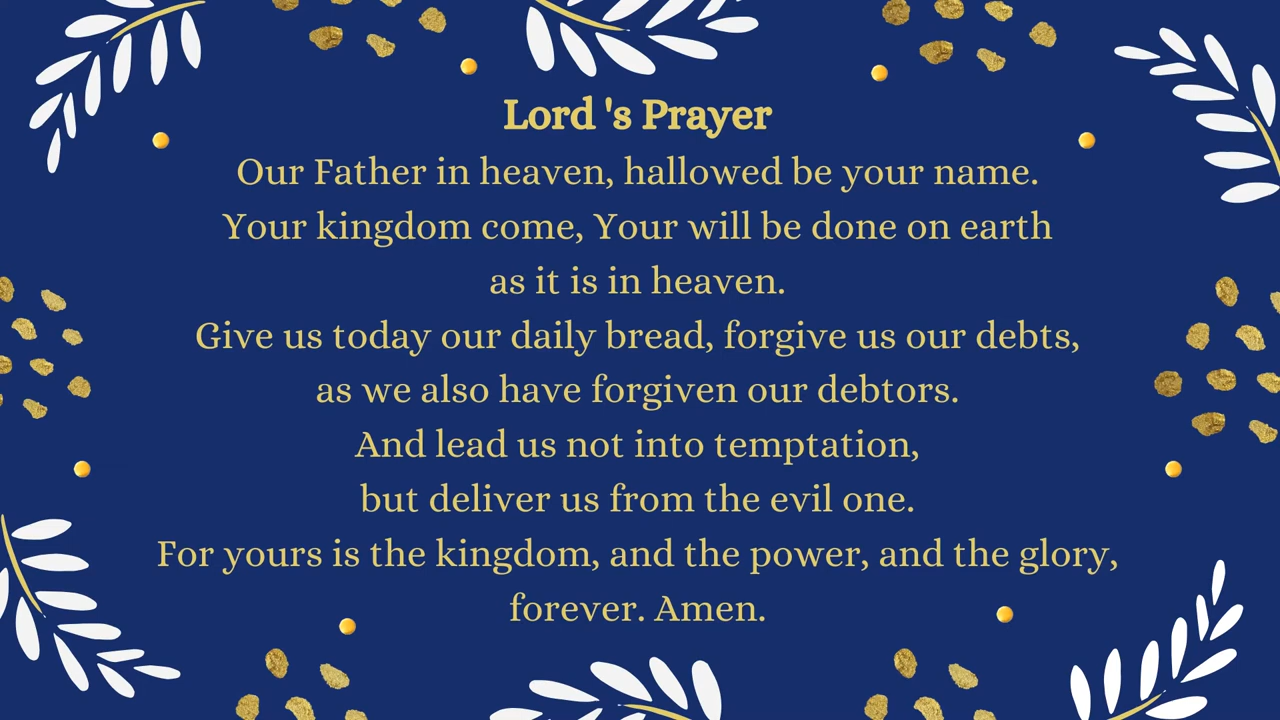 Lord 's Prayer
Our Father in heaven, hallowed be your name.
Your kingdom come, Your will be done on earth
as it is in heaven.
Give us today our daily bread, forgive us our debts,
as we also have forgiven our debtors.
And lead us not into temptation,
but deliver us from the evil one.
For yours is the kingdom, and the power, and the glory,
forever. Amen.